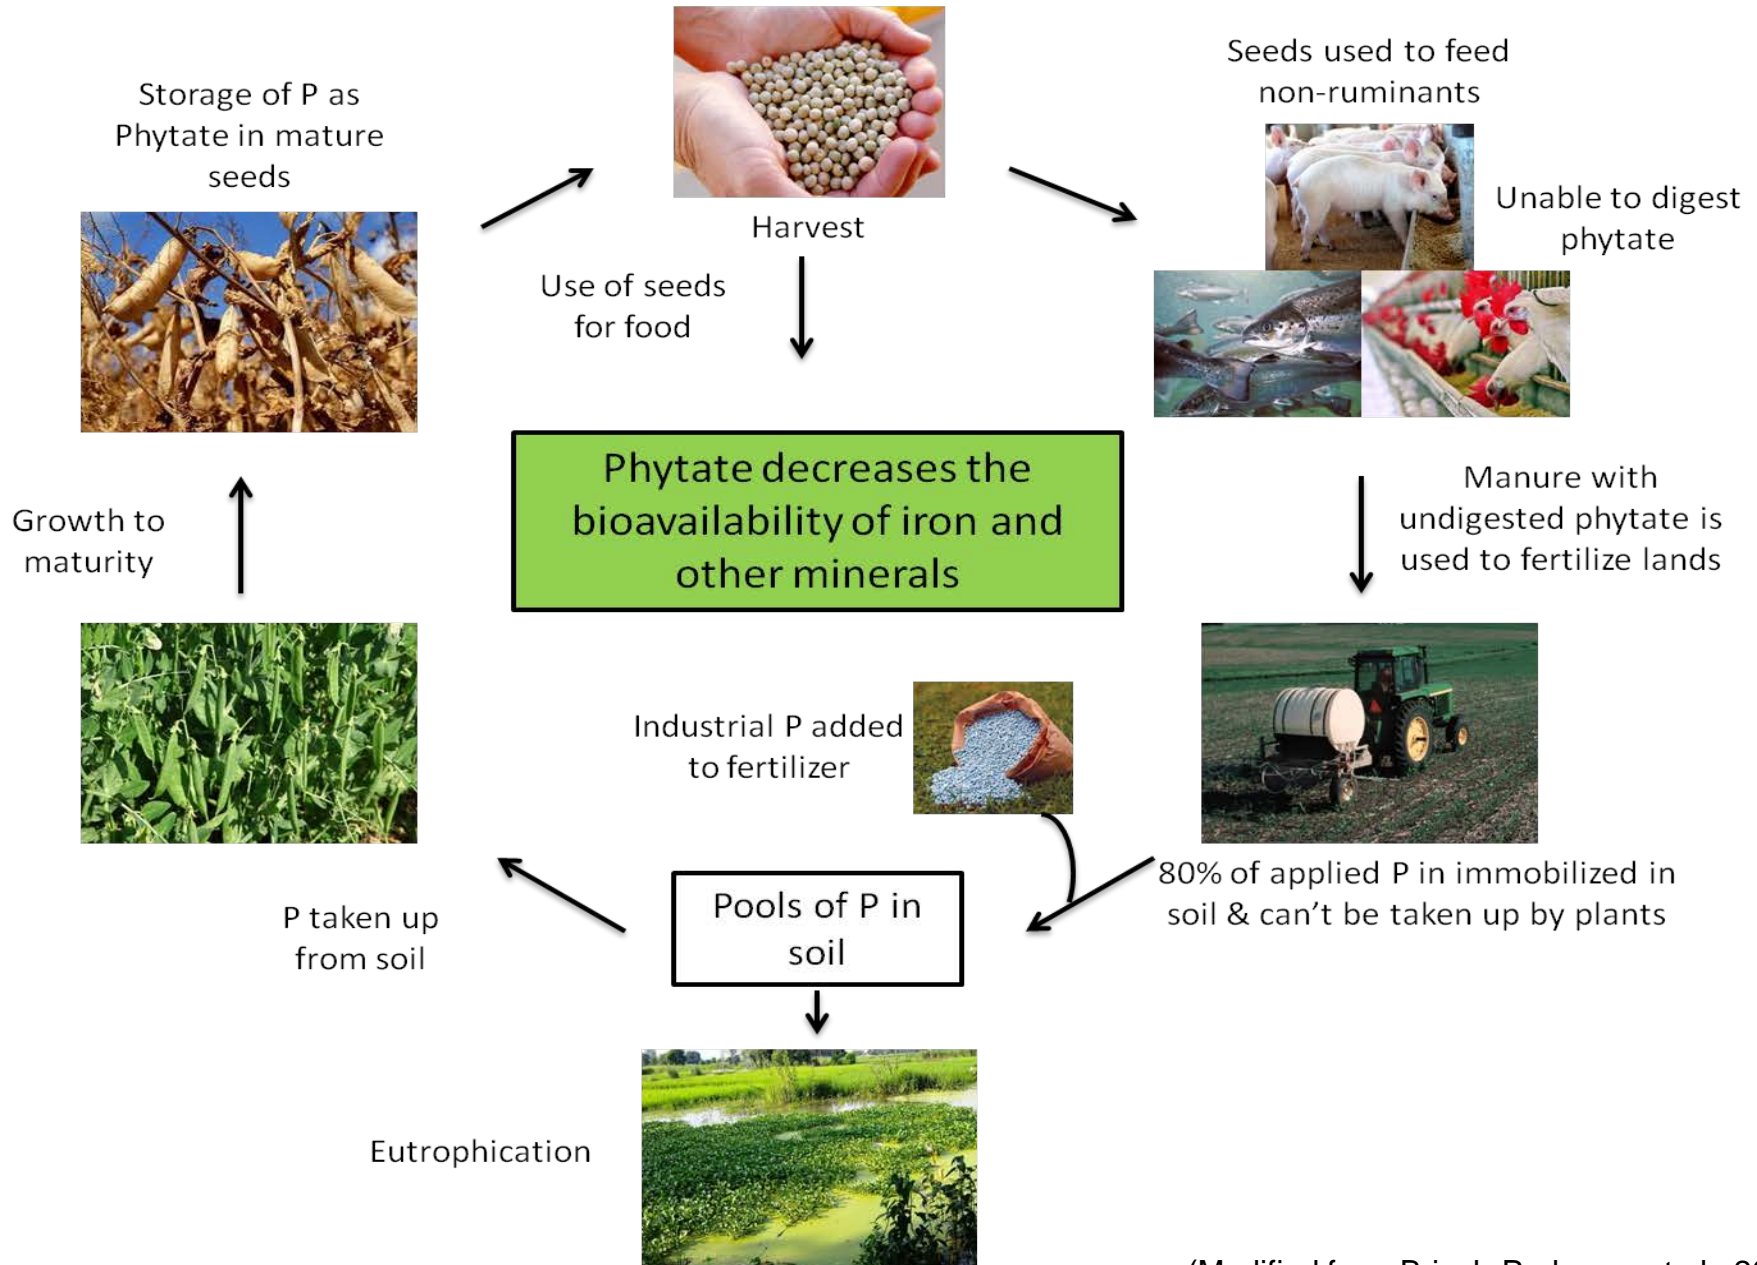 Storage of P as
Phytate in mature
seeds
Harvest
Use of seeds
for food
Seeds used to feed
non-ruminants
Unable to digest
phytate
Phytate decreases the
bioavailability of iron and
other minerals
Manure with
undigested phytate is
used to fertilize lands
Growth to
maturity
Industrial P added
to fertilizer
80% of applied P in immobilized in
soil & can't be taken up by plants
Pools of P in
soil
P taken up
from soil
Eutrophication